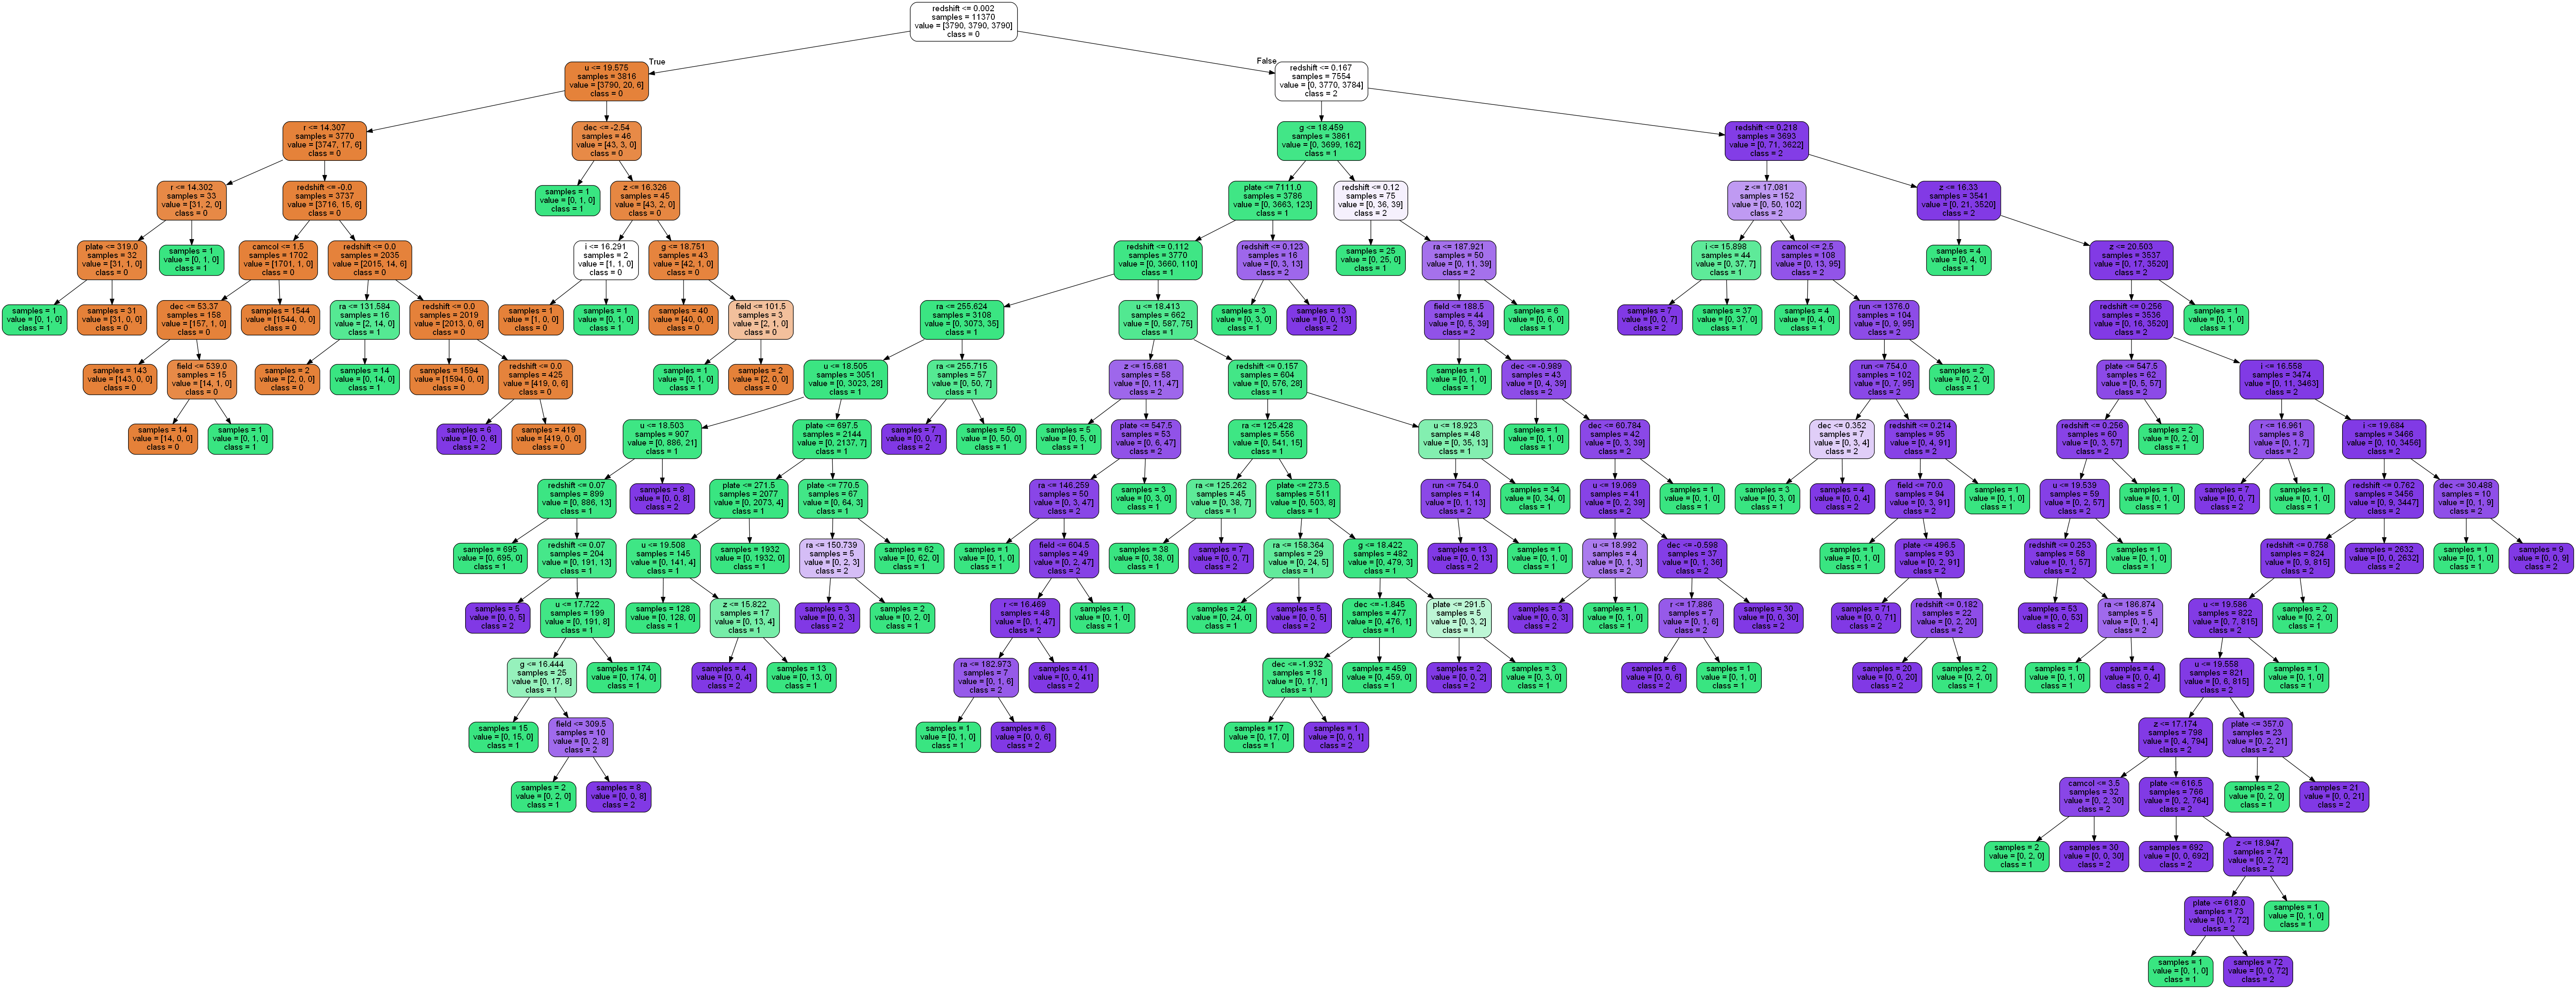 redshift <= 0.002
samples = 11370
value = [3790, 3790, 3790]
class = 0
True
False
u <= 19.575
samples = 3816
value = [3790, 20, 6]
class = 0
redshift <= 0.167
samples = 7554
value = [0, 3770, 3784]
class = 2
r <= 14.307
samples = 3770
value = [3747, 17, 6]
class = 0
dec <= -2.54
samples = 46
value = [43, 3, 0]
class = 0
g <= 18.459
samples = 3861
value = [0, 3699, 162]
class = 1
redshift <= 0.218
samples = 3693
value = [0, 71, 3622]
class = 2
r <= 14.302
samples = 33
value = [31, 2, 0]
class = 0
redshift <= -0.0
samples = 3737
value = [3716, 15, 6]
class = 0
samples = 1
value = [0, 1, 0]
class = 1
z <= 16.326
samples = 45
value = [43, 2, 0]
class = 0
plate <= 7111.0
samples = 3786
value = [0, 3663, 123]
class = 1
redshift <= 0.12
samples = 75
value = [0, 36, 39]
class = 2
z <= 17.081
samples = 152
value = [0, 50, 102]
class = 2
z <= 16.33
samples = 3541
value = [0, 21, 3520]
class = 2
plate <= 319.0
samples = 32
value = [31, 1, 0]
class = 0
samples = 1
value = [0, 1, 0]
class = 1
camcol <= 1.5
samples = 1702
value = [1701, 1, 0]
class = 0
redshift <= 0.0
samples = 2035
value = [2015, 14, 6]
class = 0
i <= 16.291
samples = 2
value = [1, 1, 0]
class = 0
g <= 18.751
samples = 43
value = [42, 1, 0]
class = 0
redshift <= 0.112
samples = 3770
value = [0, 3660, 110]
class = 1
redshift <= 0.123
samples = 16
value = [0, 3, 13]
class = 2
samples = 25
value = [0, 25, 0]
class = 1
ra <= 187.921
samples = 50
value = [0, 11, 39]
class = 2
i <= 15.898
samples = 44
value = [0, 37, 7]
class = 1
camcol <= 2.5
samples = 108
value = [0, 13, 95]
class = 2
samples = 4
value = [0, 4, 0]
class = 1
z <= 20.503
samples = 3537
value = [0, 17, 3520]
class = 2
samples = 1
value = [0, 1, 0]
class = 1
samples = 31
value = [31, 0, 0]
class = 0
dec <= 53.37
samples = 158
value = [157, 1, 0]
class = 0
samples = 1544
value = [1544, 0, 0]
class = 0
ra <= 131.584
samples = 16
value = [2, 14, 0]
class = 1
redshift <= 0.0
samples = 2019
value = [2013, 0, 6]
class = 0
samples = 1
value = [1, 0, 0]
class = 0
samples = 1
value = [0, 1, 0]
class = 1
samples = 40
value = [40, 0, 0]
class = 0
field <= 101.5
samples = 3
value = [2, 1, 0]
class = 0
ra <= 255.624
samples = 3108
value = [0, 3073, 35]
class = 1
u <= 18.413
samples = 662
value = [0, 587, 75]
class = 1
samples = 3
value = [0, 3, 0]
class = 1
samples = 13
value = [0, 0, 13]
class = 2
field <= 188.5
samples = 44
value = [0, 5, 39]
class = 2
samples = 6
value = [0, 6, 0]
class = 1
samples = 7
value = [0, 0, 7]
class = 2
samples = 37
value = [0, 37, 0]
class = 1
samples = 4
value = [0, 4, 0]
class = 1
run <= 1376.0
samples = 104
value = [0, 9, 95]
class = 2
redshift <= 0.256
samples = 3536
value = [0, 16, 3520]
class = 2
samples = 1
value = [0, 1, 0]
class = 1
samples = 143
value = [143, 0, 0]
class = 0
field <= 539.0
samples = 15
value = [14, 1, 0]
class = 0
samples = 2
value = [2, 0, 0]
class = 0
samples = 14
value = [0, 14, 0]
class = 1
samples = 1594
value = [1594, 0, 0]
class = 0
redshift <= 0.0
samples = 425
value = [419, 0, 6]
class = 0
samples = 1
value = [0, 1, 0]
class = 1
samples = 2
value = [2, 0, 0]
class = 0
u <= 18.505
samples = 3051
value = [0, 3023, 28]
class = 1
ra <= 255.715
samples = 57
value = [0, 50, 7]
class = 1
z <= 15.681
samples = 58
value = [0, 11, 47]
class = 2
redshift <= 0.157
samples = 604
value = [0, 576, 28]
class = 1
samples = 1
value = [0, 1, 0]
class = 1
dec <= -0.989
samples = 43
value = [0, 4, 39]
class = 2
run <= 754.0
samples = 102
value = [0, 7, 95]
class = 2
samples = 2
value = [0, 2, 0]
class = 1
plate <= 547.5
samples = 62
value = [0, 5, 57]
class = 2
i <= 16.558
samples = 3474
value = [0, 11, 3463]
class = 2
samples = 14
value = [14, 0, 0]
class = 0
samples = 1
value = [0, 1, 0]
class = 1
samples = 6
value = [0, 0, 6]
class = 2
samples = 419
value = [419, 0, 0]
class = 0
u <= 18.503
samples = 907
value = [0, 886, 21]
class = 1
plate <= 697.5
samples = 2144
value = [0, 2137, 7]
class = 1
samples = 7
value = [0, 0, 7]
class = 2
samples = 50
value = [0, 50, 0]
class = 1
samples = 5
value = [0, 5, 0]
class = 1
plate <= 547.5
samples = 53
value = [0, 6, 47]
class = 2
ra <= 125.428
samples = 556
value = [0, 541, 15]
class = 1
u <= 18.923
samples = 48
value = [0, 35, 13]
class = 1
samples = 1
value = [0, 1, 0]
class = 1
dec <= 60.784
samples = 42
value = [0, 3, 39]
class = 2
dec <= 0.352
samples = 7
value = [0, 3, 4]
class = 2
redshift <= 0.214
samples = 95
value = [0, 4, 91]
class = 2
redshift <= 0.256
samples = 60
value = [0, 3, 57]
class = 2
samples = 2
value = [0, 2, 0]
class = 1
r <= 16.961
samples = 8
value = [0, 1, 7]
class = 2
i <= 19.684
samples = 3466
value = [0, 10, 3456]
class = 2
redshift <= 0.07
samples = 899
value = [0, 886, 13]
class = 1
samples = 8
value = [0, 0, 8]
class = 2
plate <= 271.5
samples = 2077
value = [0, 2073, 4]
class = 1
plate <= 770.5
samples = 67
value = [0, 64, 3]
class = 1
ra <= 146.259
samples = 50
value = [0, 3, 47]
class = 2
samples = 3
value = [0, 3, 0]
class = 1
ra <= 125.262
samples = 45
value = [0, 38, 7]
class = 1
plate <= 273.5
samples = 511
value = [0, 503, 8]
class = 1
run <= 754.0
samples = 14
value = [0, 1, 13]
class = 2
samples = 34
value = [0, 34, 0]
class = 1
u <= 19.069
samples = 41
value = [0, 2, 39]
class = 2
samples = 1
value = [0, 1, 0]
class = 1
samples = 3
value = [0, 3, 0]
class = 1
samples = 4
value = [0, 0, 4]
class = 2
field <= 70.0
samples = 94
value = [0, 3, 91]
class = 2
samples = 1
value = [0, 1, 0]
class = 1
u <= 19.539
samples = 59
value = [0, 2, 57]
class = 2
samples = 1
value = [0, 1, 0]
class = 1
samples = 7
value = [0, 0, 7]
class = 2
samples = 1
value = [0, 1, 0]
class = 1
redshift <= 0.762
samples = 3456
value = [0, 9, 3447]
class = 2
dec <= 30.488
samples = 10
value = [0, 1, 9]
class = 2
samples = 695
value = [0, 695, 0]
class = 1
redshift <= 0.07
samples = 204
value = [0, 191, 13]
class = 1
u <= 19.508
samples = 145
value = [0, 141, 4]
class = 1
samples = 1932
value = [0, 1932, 0]
class = 1
ra <= 150.739
samples = 5
value = [0, 2, 3]
class = 2
samples = 62
value = [0, 62, 0]
class = 1
samples = 1
value = [0, 1, 0]
class = 1
field <= 604.5
samples = 49
value = [0, 2, 47]
class = 2
samples = 38
value = [0, 38, 0]
class = 1
samples = 7
value = [0, 0, 7]
class = 2
ra <= 158.364
samples = 29
value = [0, 24, 5]
class = 1
g <= 18.422
samples = 482
value = [0, 479, 3]
class = 1
samples = 13
value = [0, 0, 13]
class = 2
samples = 1
value = [0, 1, 0]
class = 1
u <= 18.992
samples = 4
value = [0, 1, 3]
class = 2
dec <= -0.598
samples = 37
value = [0, 1, 36]
class = 2
samples = 1
value = [0, 1, 0]
class = 1
plate <= 496.5
samples = 93
value = [0, 2, 91]
class = 2
redshift <= 0.253
samples = 58
value = [0, 1, 57]
class = 2
samples = 1
value = [0, 1, 0]
class = 1
redshift <= 0.758
samples = 824
value = [0, 9, 815]
class = 2
samples = 2632
value = [0, 0, 2632]
class = 2
samples = 1
value = [0, 1, 0]
class = 1
samples = 9
value = [0, 0, 9]
class = 2
samples = 5
value = [0, 0, 5]
class = 2
u <= 17.722
samples = 199
value = [0, 191, 8]
class = 1
samples = 128
value = [0, 128, 0]
class = 1
z <= 15.822
samples = 17
value = [0, 13, 4]
class = 1
samples = 3
value = [0, 0, 3]
class = 2
samples = 2
value = [0, 2, 0]
class = 1
r <= 16.469
samples = 48
value = [0, 1, 47]
class = 2
samples = 1
value = [0, 1, 0]
class = 1
samples = 24
value = [0, 24, 0]
class = 1
samples = 5
value = [0, 0, 5]
class = 2
dec <= -1.845
samples = 477
value = [0, 476, 1]
class = 1
plate <= 291.5
samples = 5
value = [0, 3, 2]
class = 1
samples = 3
value = [0, 0, 3]
class = 2
samples = 1
value = [0, 1, 0]
class = 1
r <= 17.886
samples = 7
value = [0, 1, 6]
class = 2
samples = 30
value = [0, 0, 30]
class = 2
samples = 71
value = [0, 0, 71]
class = 2
redshift <= 0.182
samples = 22
value = [0, 2, 20]
class = 2
samples = 53
value = [0, 0, 53]
class = 2
ra <= 186.874
samples = 5
value = [0, 1, 4]
class = 2
u <= 19.586
samples = 822
value = [0, 7, 815]
class = 2
samples = 2
value = [0, 2, 0]
class = 1
g <= 16.444
samples = 25
value = [0, 17, 8]
class = 1
samples = 174
value = [0, 174, 0]
class = 1
samples = 4
value = [0, 0, 4]
class = 2
samples = 13
value = [0, 13, 0]
class = 1
ra <= 182.973
samples = 7
value = [0, 1, 6]
class = 2
samples = 41
value = [0, 0, 41]
class = 2
dec <= -1.932
samples = 18
value = [0, 17, 1]
class = 1
samples = 459
value = [0, 459, 0]
class = 1
samples = 2
value = [0, 0, 2]
class = 2
samples = 3
value = [0, 3, 0]
class = 1
samples = 6
value = [0, 0, 6]
class = 2
samples = 1
value = [0, 1, 0]
class = 1
samples = 20
value = [0, 0, 20]
class = 2
samples = 2
value = [0, 2, 0]
class = 1
samples = 1
value = [0, 1, 0]
class = 1
samples = 4
value = [0, 0, 4]
class = 2
u <= 19.558
samples = 821
value = [0, 6, 815]
class = 2
samples = 1
value = [0, 1, 0]
class = 1
samples = 15
value = [0, 15, 0]
class = 1
field <= 309.5
samples = 10
value = [0, 2, 8]
class = 2
samples = 1
value = [0, 1, 0]
class = 1
samples = 6
value = [0, 0, 6]
class = 2
samples = 17
value = [0, 17, 0]
class = 1
samples = 1
value = [0, 0, 1]
class = 2
z <= 17.174
samples = 798
value = [0, 4, 794]
class = 2
plate <= 357.0
samples = 23
value = [0, 2, 21]
class = 2
samples = 2
value = [0, 2, 0]
class = 1
samples = 8
value = [0, 0, 8]
class = 2
camcol <= 3.5
samples = 32
value = [0, 2, 30]
class = 2
plate <= 616.5
samples = 766
value = [0, 2, 764]
class = 2
samples = 2
value = [0, 2, 0]
class = 1
samples = 21
value = [0, 0, 21]
class = 2
samples = 2
value = [0, 2, 0]
class = 1
samples = 30
value = [0, 0, 30]
class = 2
samples = 692
value = [0, 0, 692]
class = 2
z <= 18.947
samples = 74
value = [0, 2, 72]
class = 2
plate <= 618.0
samples = 73
value = [0, 1, 72]
class = 2
samples = 1
value = [0, 1, 0]
class = 1
samples = 1
value = [0, 1, 0]
class = 1
samples = 72
value = [0, 0, 72]
class = 2